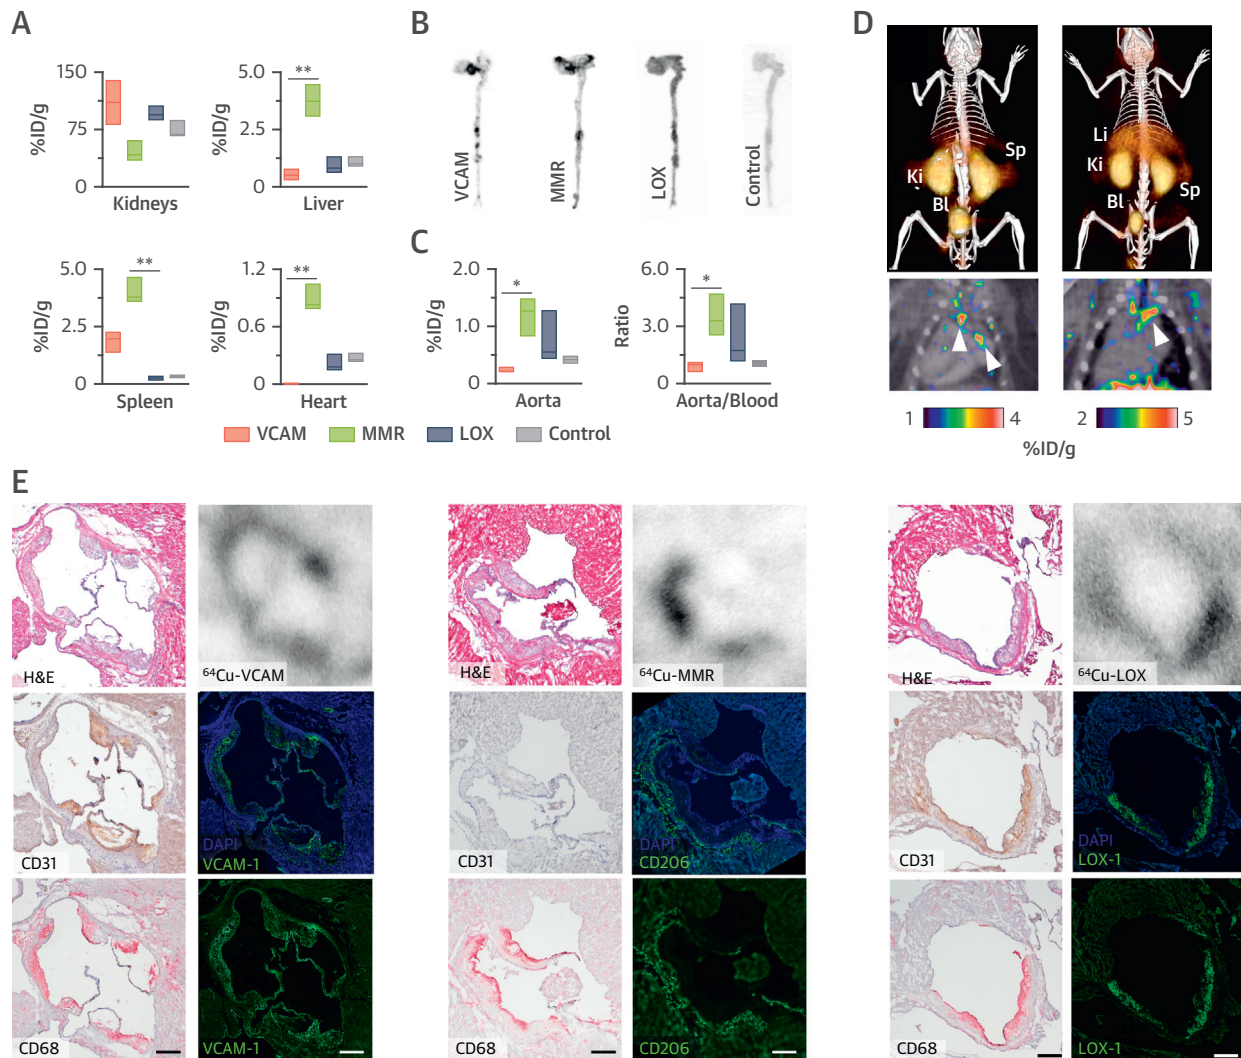 A
B
D
150
75
0
%ID/g
Kidneys
5.0
2.5
0
%ID/g
**
Liver
5.0
2.5
0
%ID/g
**
Spleen
1.2
0.6
0
%ID/g
**
Heart
VCAM
MMR
LOX
Control
C
2.0
1.0
0
%ID/g
*
Aorta
6.0
3.0
0
Ratio
*
Aorta/Blood
VCAM
MMR
LOX
Control
Sp
Ki
Bl
Li
Ki
Sp
Bl
1
4
2
5
%ID/g
E
H&E
64Cu-VCAM
H&E
64Cu-MMR
H&E
64Cu-LOX
CD31
DAPI
VCAM-1
CD31
DAPI
CD206
CD31
DAPI
LOX-1
CD68
VCAM-1
CD68
CD206
CD68
LOX-1